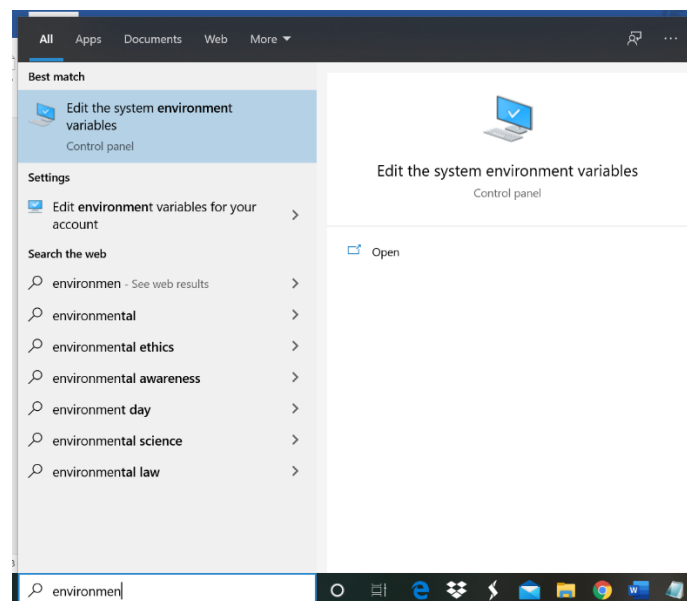 All Apps Documents Web More
Best match
Edit the system environment
variables
Control panel
Settings
Edit environment variables for your
account
Search the web
environmen - See web results
environmental
environmental ethics
environmental awareness
environment day
environmental science
environmental law
Edit the system environment variables
Control panel
Open
environmen